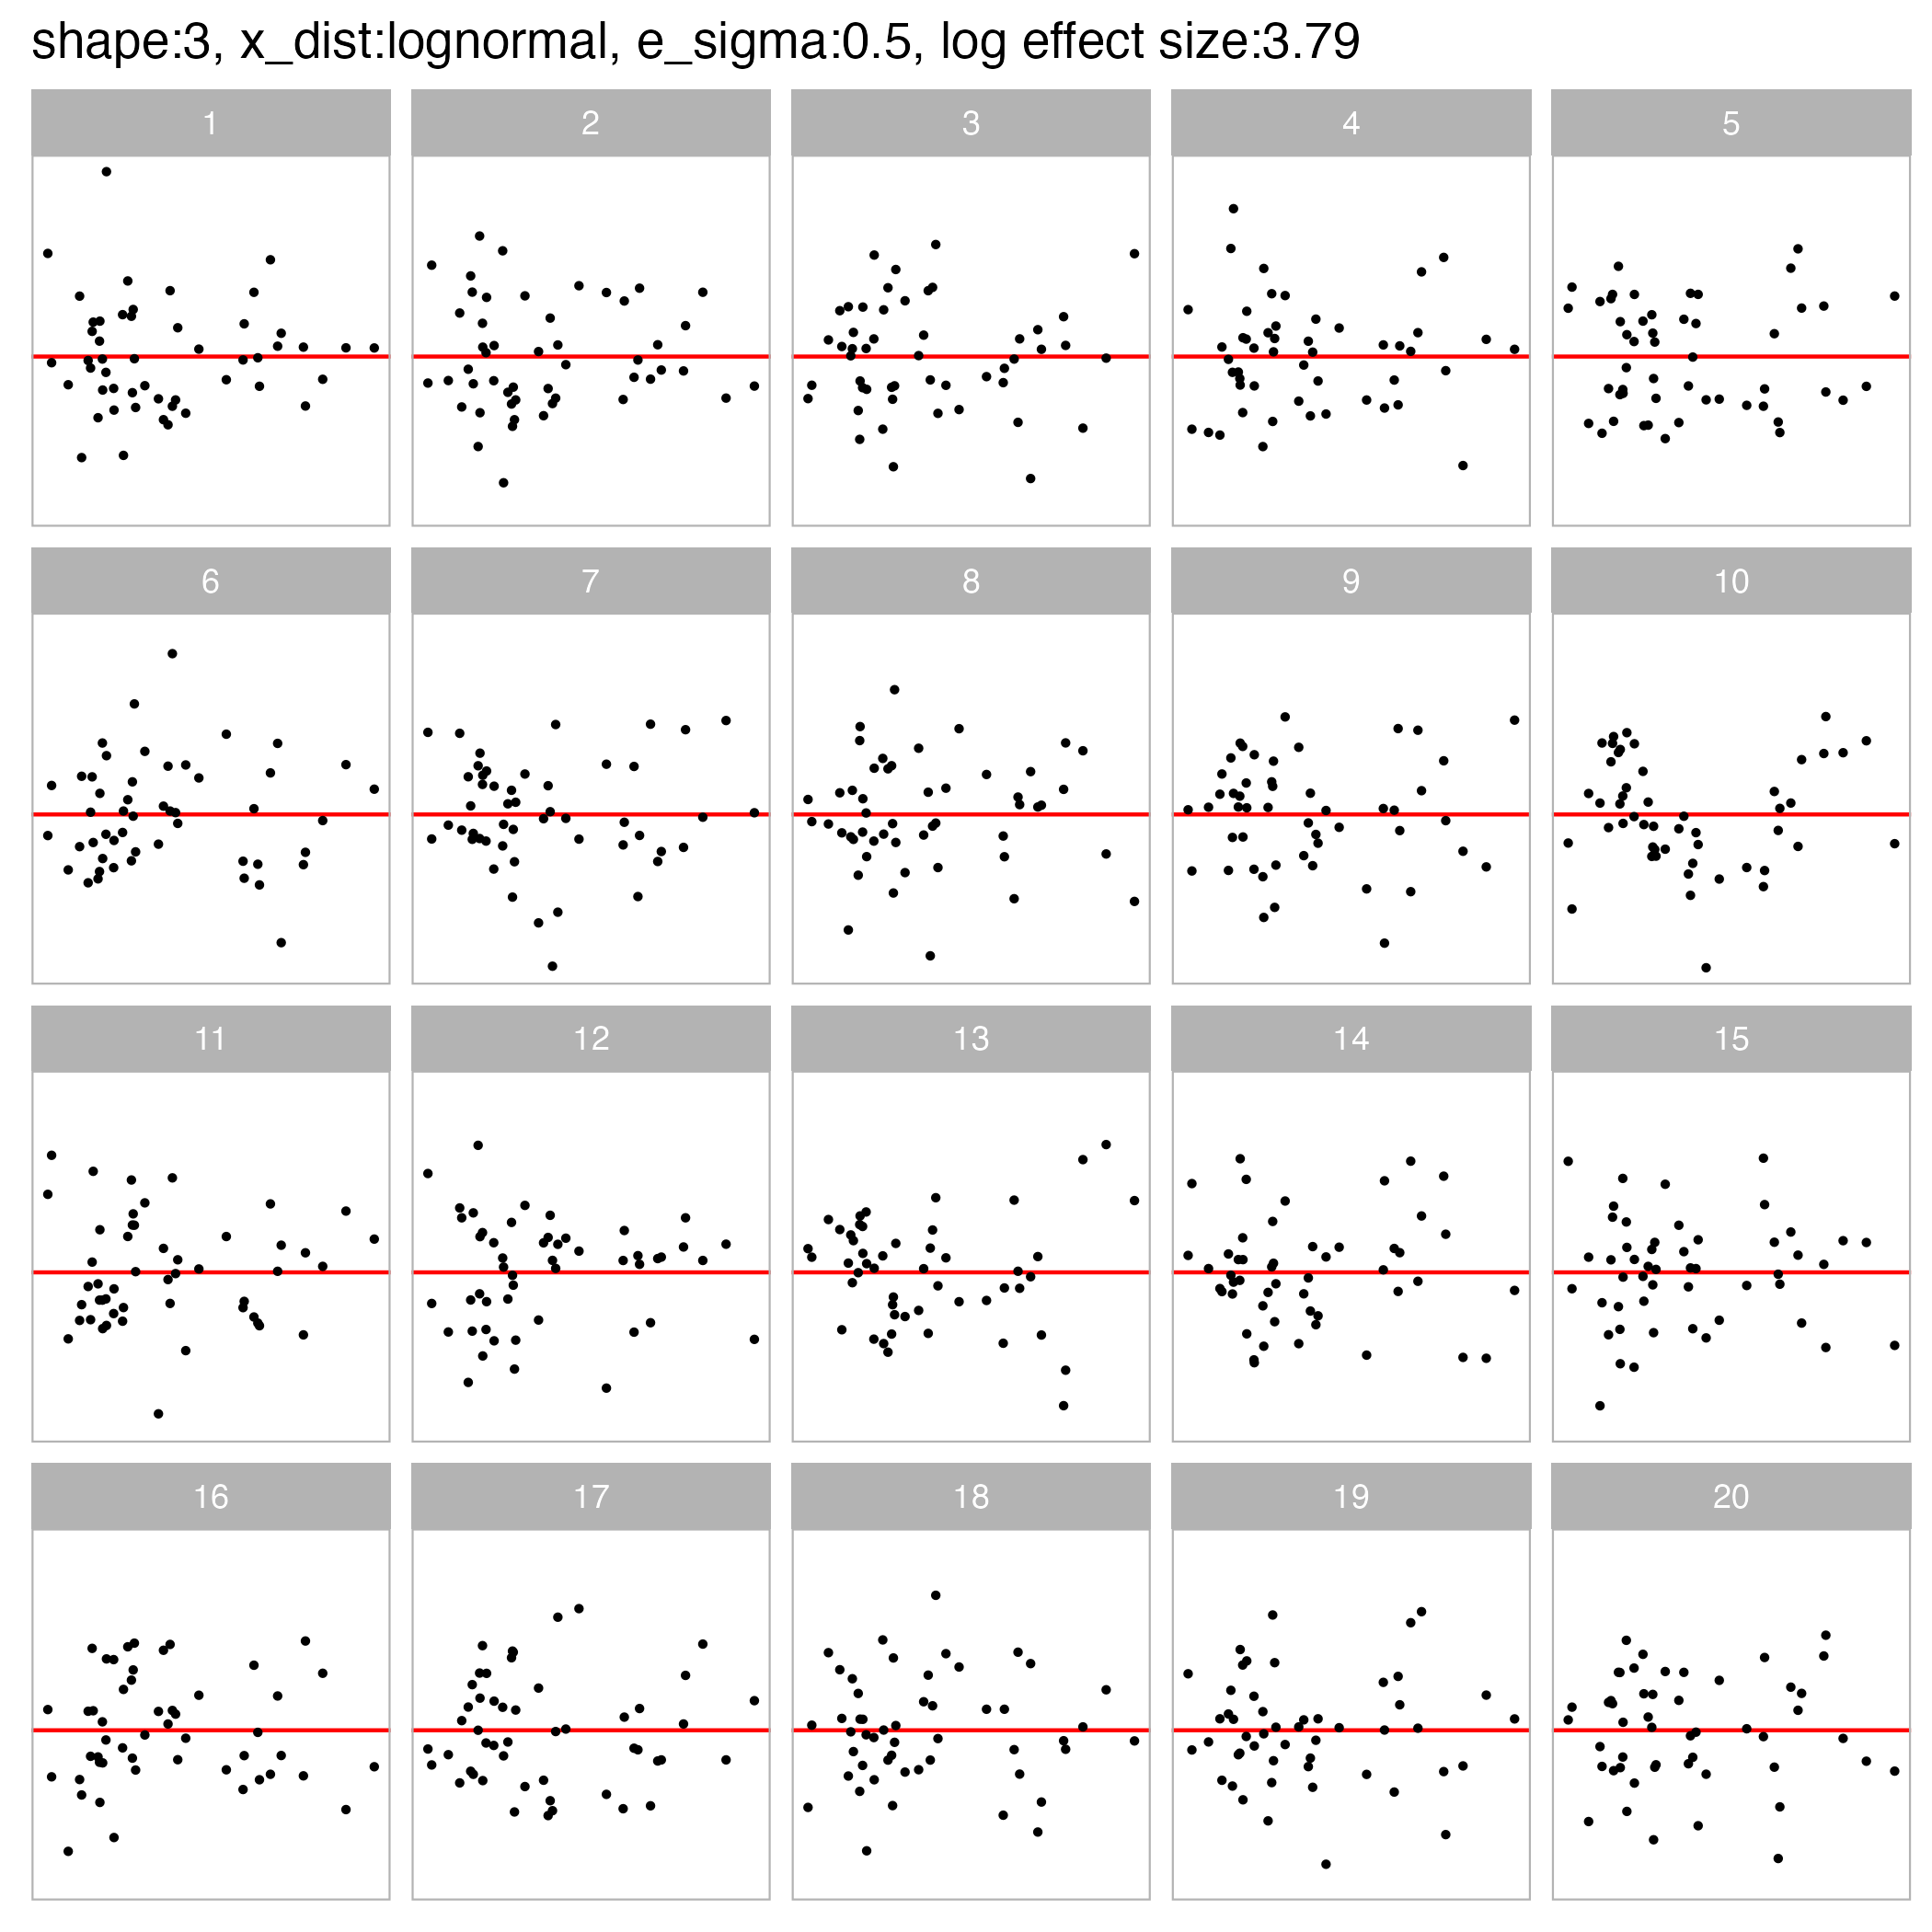 shape:3, x_dist:lognormal, e_sigma:0.5, log effect size:3.79
1 2 3 4 5
6 7 8 9 10
11 12 13 14 15
16 17 18 19 20